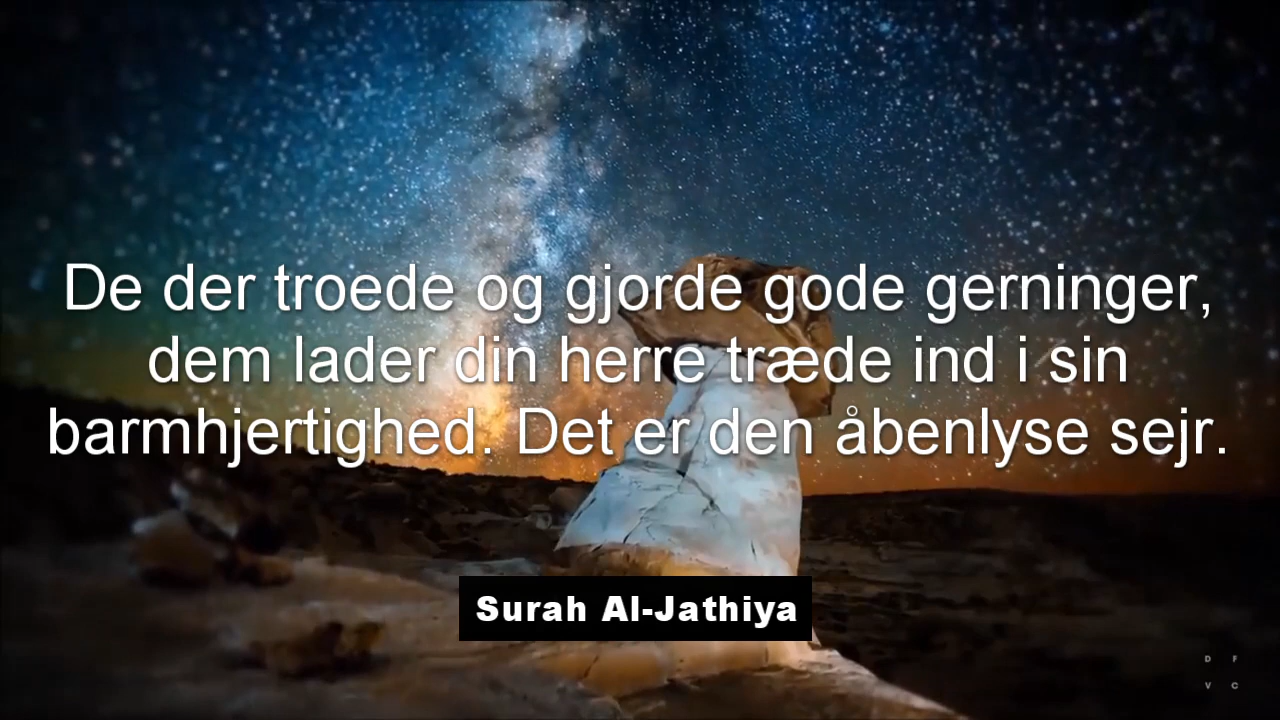 De der troede og gjorde gode gerninger,
dem lader din herre træde ind i sin
barmhjertighed. Det er den åbenlyse sejr.
Surah Al-Jathiya
D F
V C